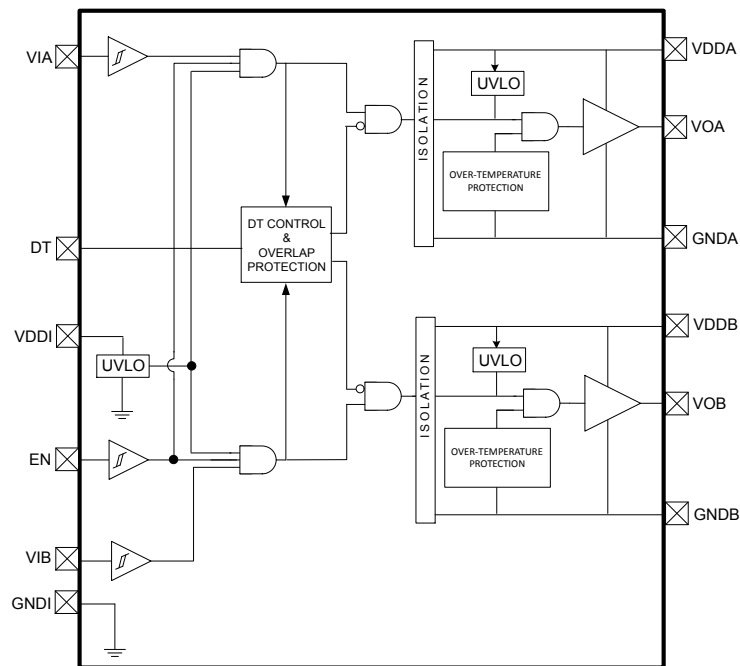 VIA
DT
VDDI
EN
VIB
GNDI
UVLO
DT CONTROL
&
OVERLAP
PROTECTION
ISOLATION
UVLO
OVER-TEMPERATURE
PROTECTION
VDDA
VOA
GNDA
ISOLATION
UVLO
OVER-TEMPERATURE
PROTECTION
VDDB
VOB
GNDB